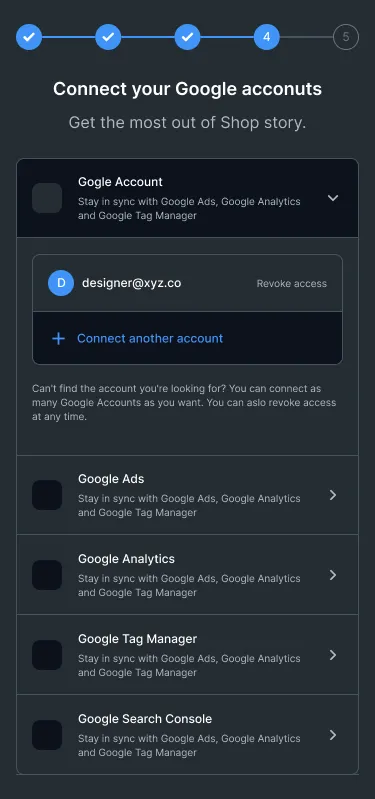 4
5
Connect your Google acconuts
Get the most out of Shop story.
Gogle Account
Stay in sync with Google Ads, Google Analytics
and Google Tag Manager
D
designer@xyz.co
Revoke access
Connect another account
Can't find the account you're looking for? You can connect as
many Google Accounts as you want. You can aslo revoke access
at any time.
Google Ads
Stay in sync with Google Ads, Google Analytics
and Google Tag Manager
Google Analytics
Stay in sync with Google Ads, Google Analytics
and Google Tag Manager
Google Tag Manager
Stay in sync with Google Ads, Google Analytics
and Google Tag Manager
Google Search Console
Stay in sync with Google Ads, Google Analytics
and Google Tag Manager